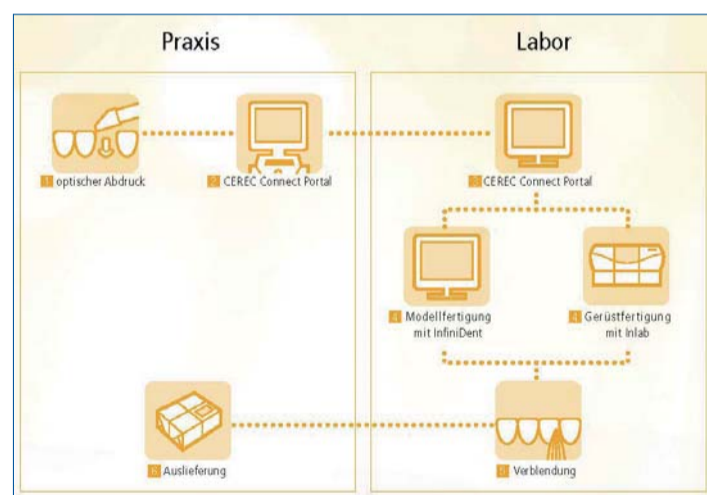 Praxis
Labor
1 optischer Abdruck
2 CEREC Connect Portal
3 CEREC Connect Portal
4 Modellfertigung
mit InfiniDent
4 Gerüstfertigung
mit Inlab
6 Auslieferung
5 Verblendung